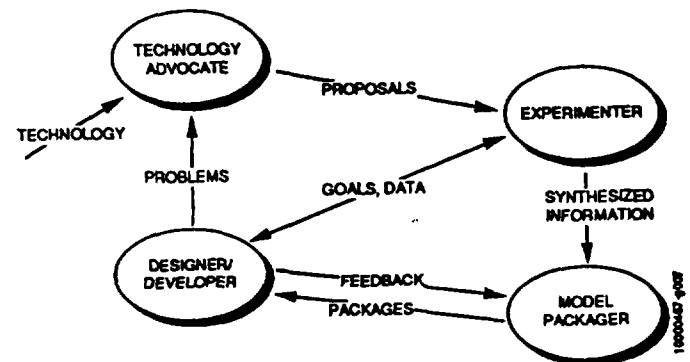 TECHNOLOGY
ADVOCATE
PROPOSALS
EXPERIMENTER
TECHNOLOGY
PROBLEMS
GOALS, DATA
SYNTHESIZED
INFORMATION
DESIGNER/
DEVELOPER
FEEDBACK
PACKAGES
MODEL
PACKAGER